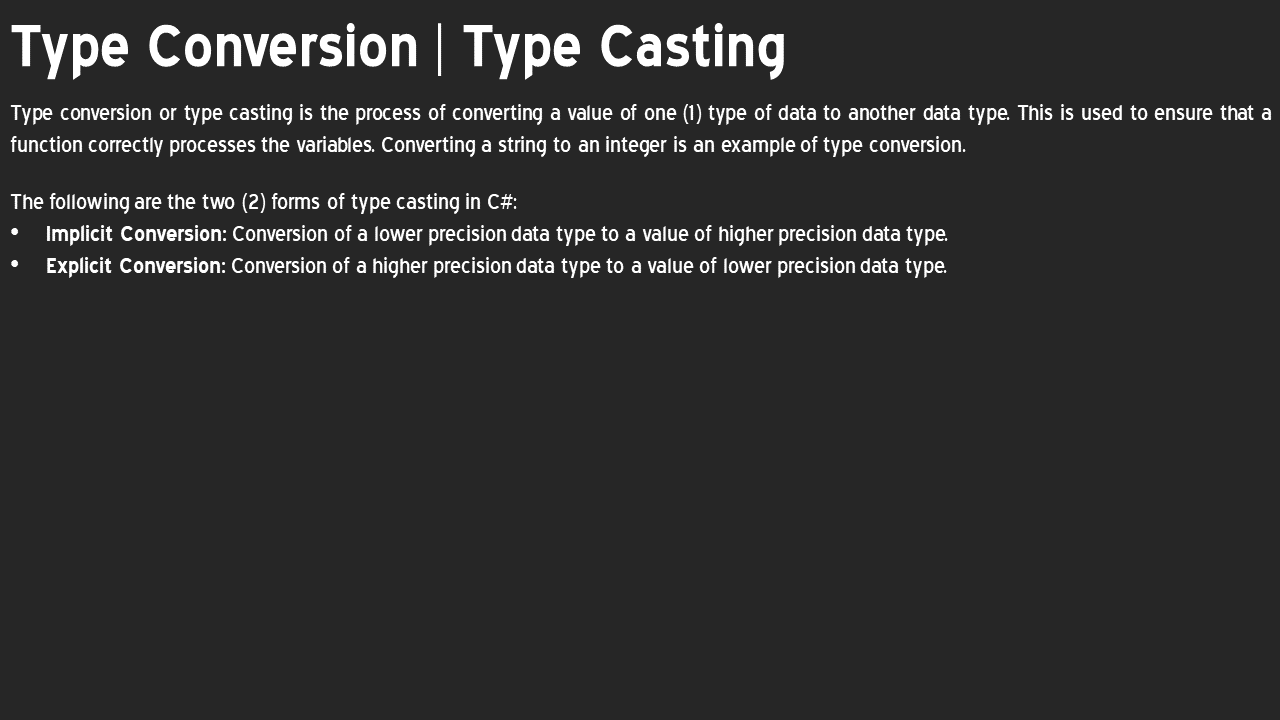 Type Conversion | Type Casting
Type conversion or type casting is the process of converting a value of one (1) type of data to another data type. This is used to ensure that a
function correctly processes the variables. Converting a string to an integer is an example of type conversion.
The following are the two (2) forms of type casting in C#:
• Implicit Conversion: Conversion of a lower precision data type to a value of higher precision data type.
• Explicit Conversion: Conversion of a higher precision data type to a value of lower precision data type.